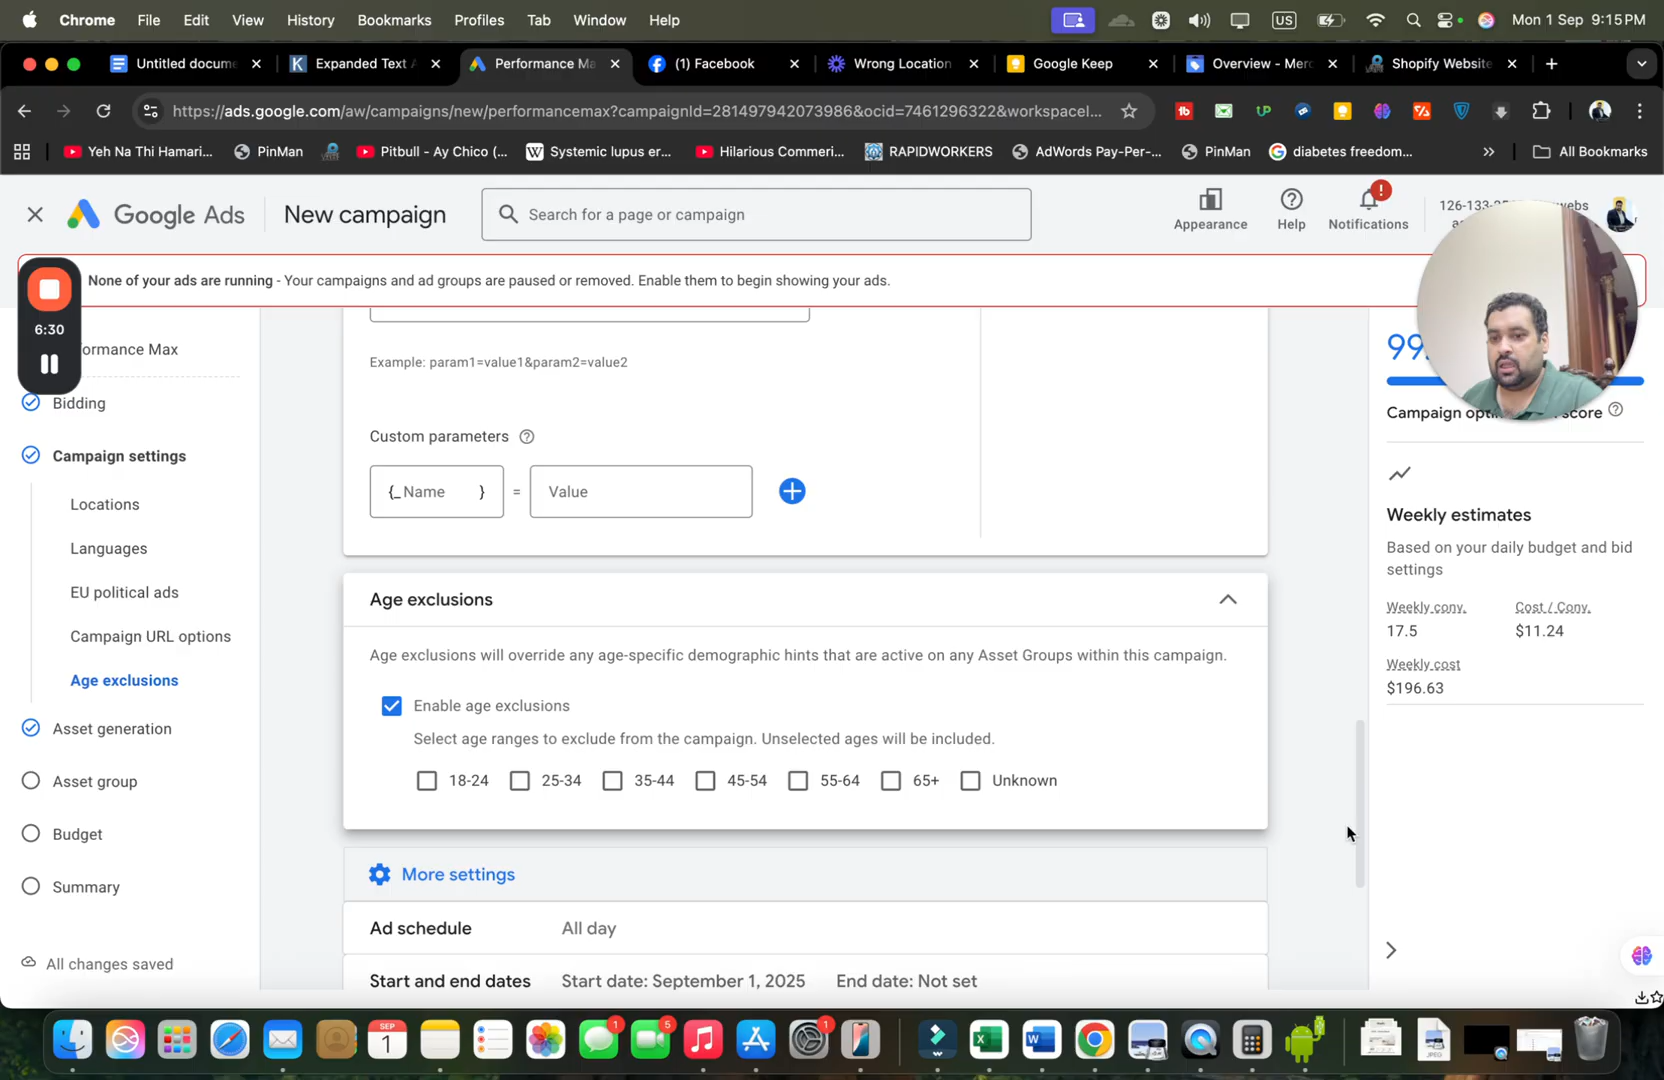 Chrome File Edit View History Bookmarks Profiles Tab Window Help US Mon 1 Sep 9:15 PM
Untitled docume Expanded Text A Performance Ma (1) Facebook Wrong Location Google Keep Overview - Merc Shopify Website
https://ads.google.com/aw/campaigns/new/performancemax?campaignId=281497942073986&ocid=7461296322&workspaceI...
Yeh Na Thi Hamari... PinMan Pitbull - Ay Chico (... Systemic lupus er... Hilarious Commerci... RAPIDWORKERS AdWords Pay-Per-... PinMan diabetes freedom... » All Bookmarks
Google Ads New campaign Search for a page or campaign Appearance Help Notifications
None of your ads are running - Your campaigns and ad groups are paused or removed. Enable them to begin showing your ads.
6:30
Bidding
Campaign settings
Locations
Languages
EU political ads
Campaign URL options
Age exclusions
Asset generation
Asset group
Budget
Summary
All changes saved
Example: param1=value1&param2=value2
Custom parameters
{_ Name } = Value
Age exclusions
Age exclusions will override any age-specific demographic hints that are active on any Asset Groups within this campaign.
Enable age exclusions
Select age ranges to exclude from the campaign. Unselected ages will be included.
18-24 25-34 35-44 45-54 55-64 65+ Unknown
More settings
Ad schedule All day
Start and end dates Start date: September 1, 2025 End date: Not set
Weekly estimates
Based on your daily budget and bid
settings
Weekly conv. Cost / Conv.
17.5 $11.24
Weekly cost
$196.63